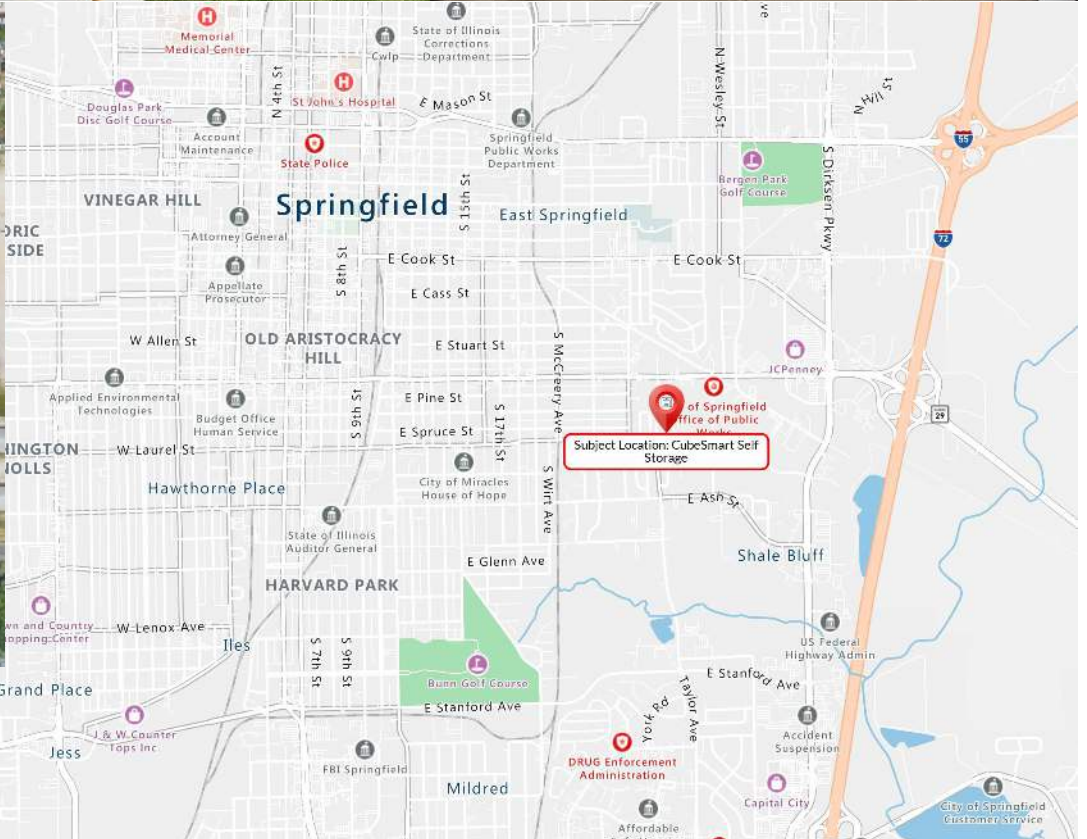 Memorial
Medical Center
State of Illinois
Corrections
Department
Cwlp
ve
N Wesley St
N Hill St
Douglas Park
Disc Golf Course
N 4th St
St John's Hospital
E Mason St
Account
Maintenance
State Police
Springfield
Public Works
Department
55
Bergen Park
Golf Course
S Dirksen Pkwy
VINEGAR HILL
Springfield
S 15th St
East Springfield
ORIC
SIDE
Attorney General
72
S 8th St
E Cook St
E Cook St
Appellate
Prosecutor
E Cass St
W Allen St
OLD ARISTOCRACY
HILL
E Stuart St
S McCreery Ave
JCPenney
Applied Environmental
Technologies
Budget Office
Human Service
S 9th St
E Pine St
S 17th St
of Springfield
ffice of Public
Works
29
E Spruce St
Subject Location: CubeSmart Self
Storage
HINGTON
NOLLS
W Laurel St
City of Miracles
House of Hope
S Wirt Ave
Hawthorne Place
E Ash St
State of Illinois
Auditor General
Shale Bluff
E Glenn Ave
HARVARD PARK
wn and Country
opping Center
W Lenox Ave
Iles
S 7th St
S 9th St
US Federal
Highway Admin
Grand Place
Bunn Golf Course
E Stanford Ave
E Stanford Ave
York Rd
Taylor Ave
J & W Counter
Tops Inc
Jess
Accident
Suspension
FBI Springfield
DRUG Enforcement
Administration
Mildred
Capital City
City of Springfield
Customer Service
Affordable